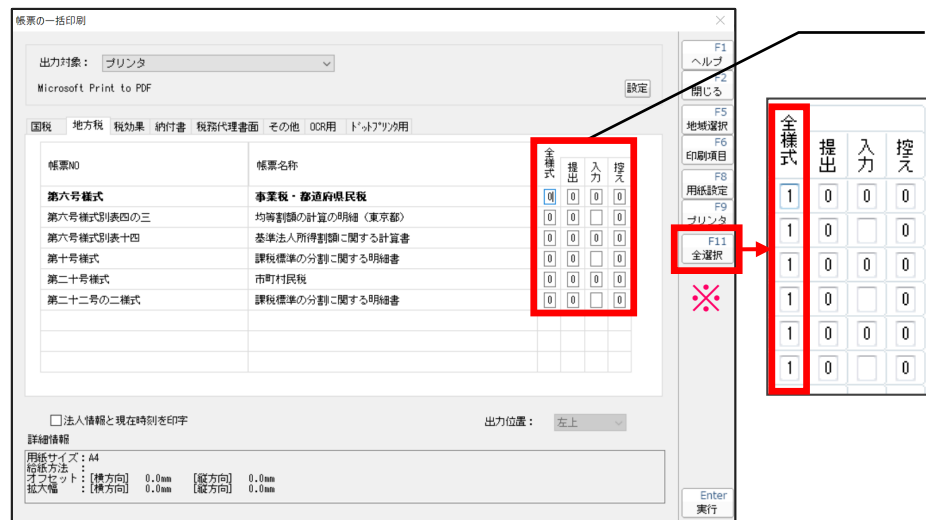 帳票の一括印刷
出力対象： プリンタ
Microsoft Print to PDF
設定
国税 地方税 税効果 納付書 税務代理書面 その他 OCR用 ﾄﾞｯﾄﾌﾟﾘﾝﾀ用
帳票NO 帳票名称 全様式 提出 入力 控え
第六号様式 事業税・都道府県民税 0 0 0 0
第六号様式別表四の三 均等割額の計算の明細（東京都） 0 0 0
第六号様式別表十四 基準法人所得割額に関する計算書 0 0 0 0
第十号様式 課税標準の分割に関する明細書 0 0 0
第二十号様式 市町村民税 0 0 0 0
第二十二号の二様式 課税標準の分割に関する明細書 0 0 0
法人情報と現在時刻を印字
出力位置： 左上
詳細情報
用紙サイズ：A4
給紙方法 ：
オフセット：[横方向] 0.0mm [縦方向] 0.0mm
拡大幅 ：[横方向] 0.0mm [縦方向] 0.0mm
F1
ヘルプ
F2
閉じる
F5
地域選択
F6
印刷項目
F8
用紙設定
F9
プリンタ
F11
全選択
※
Enter
実行
全様式 提出 入力 控え
1 0 0 0
1 0 0
1 0 0 0
1 0 0
1 0 0 0
1 0 0